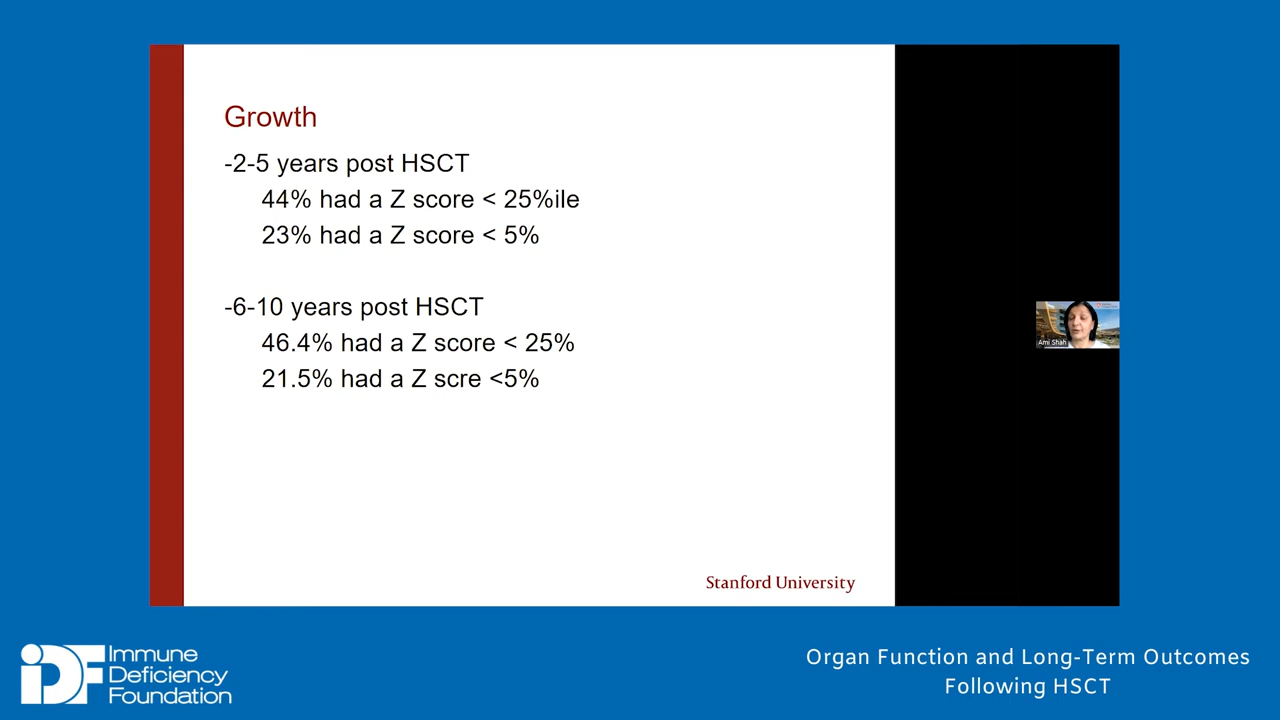 Growth
-2-5 years post HSCT
44% had a Z score < 25%ile
23% had a Z score < 5%
-6-10 years post HSCT
46.4% had a Z score < 25%
21.5% had a Z scre <5%
Stanford University
Ami Shah
iDF Immune
Deficiency
Foundation
Organ Function and Long-Term Outcomes
Following HSCT